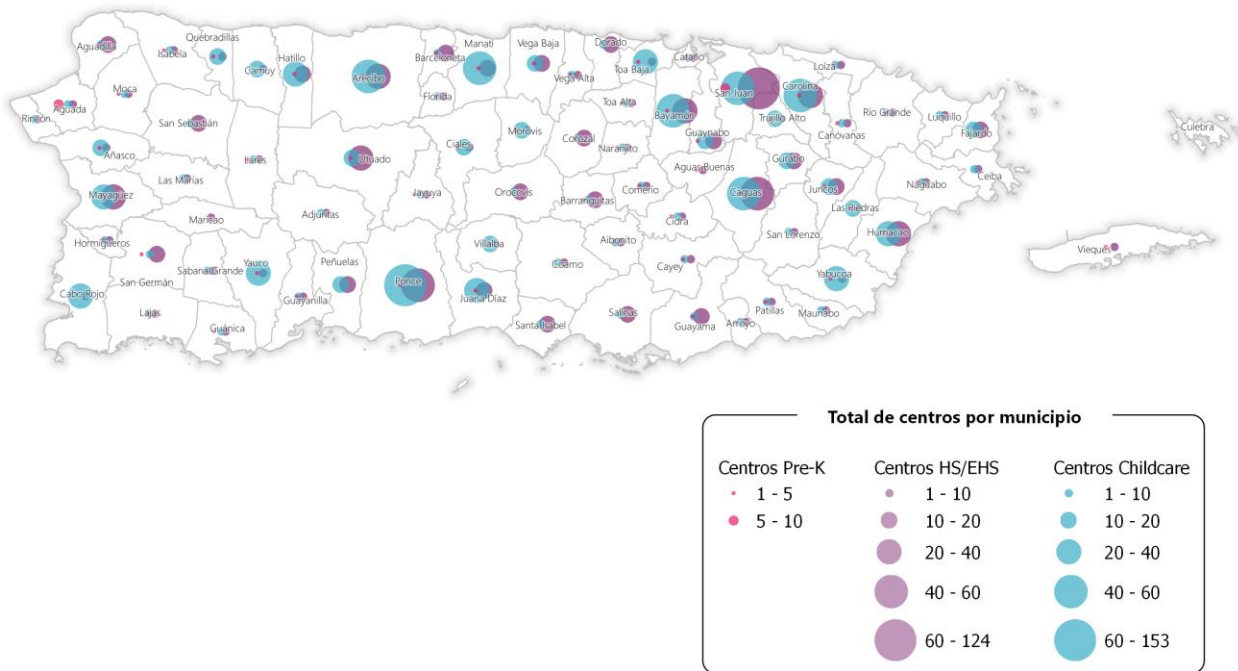 Quebradillas
Aguadilla
Isabela
Camuy
Hatillo
Arecibo
Barceloneta
Manatí
Vega Baja
Vega Alta
Dorado
Toa Baja
Cataño
San Juan
Carolina
Loíza
Moca
Florida
Toa Alta
Bayamón
Trujillo Alto
Canóvanas
Río Grande
Luquillo
Fajardo
Culebra
Rincón
Aguada
San Sebastián
Morovis
Corozal
Naranjito
Guaynabo
Añasco
Lares
Utuado
Ciales
Aguas Buenas
Gurabo
Ceiba
Las Marías
Mayagüez
Jayuya
Orocovis
Barranquitas
Comerío
Caguas
Juncos
Naguabo
Las Piedras
Maricao
Adjuntas
Cidra
San Lorenzo
Humacao
Hormigueros
Villalba
Aibonito
Vieques
San Germán
Sabana Grande
Yauco
Peñuelas
Coamo
Cayey
Yabucoa
Cabo Rojo
Lajas
Guánica
Guayanilla
Ponce
Juana Díaz
Santa Isabel
Salinas
Guayama
Arroyo
Patillas
Maunabo
Total de centros por municipio
Centros Pre-K
1 - 5
5 - 10
Centros HS/EHS
1 - 10
10 - 20
20 - 40
40 - 60
60 - 124
Centros Childcare
1 - 10
10 - 20
20 - 40
40 - 60
60 - 153